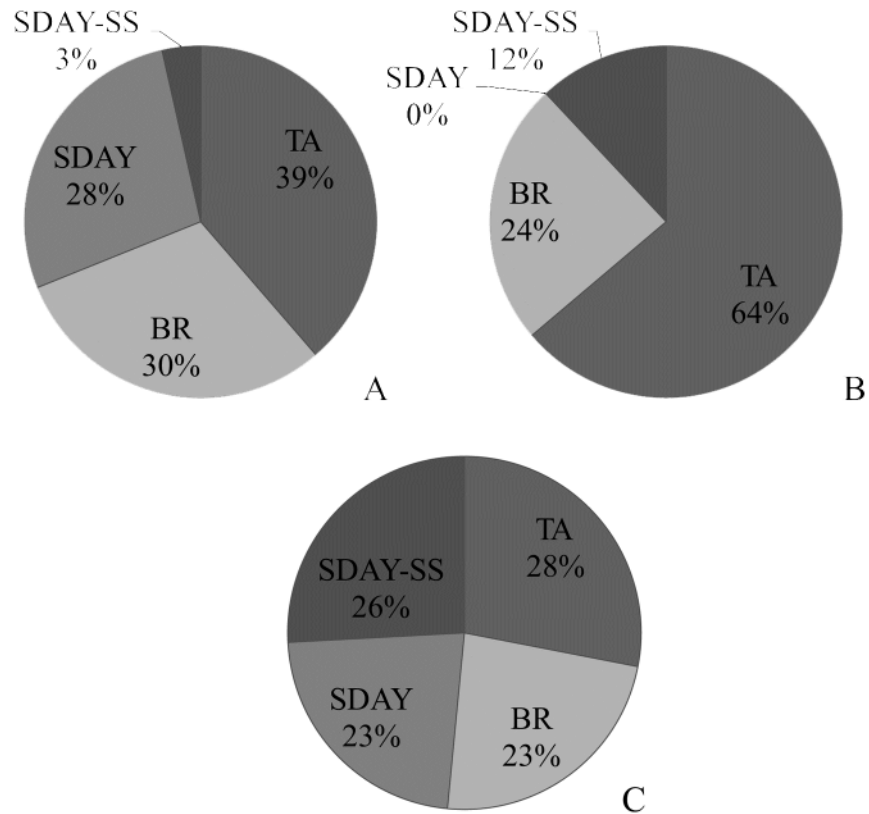 SDAY-SS
3%
TA
39%
SDAY
28%
BR
30%
A
SDAY-SS
12%
SDAY
0%
BR
24%
TA
64%
B
TA
28%
SDAY-SS
26%
SDAY
23%
BR
23%
C